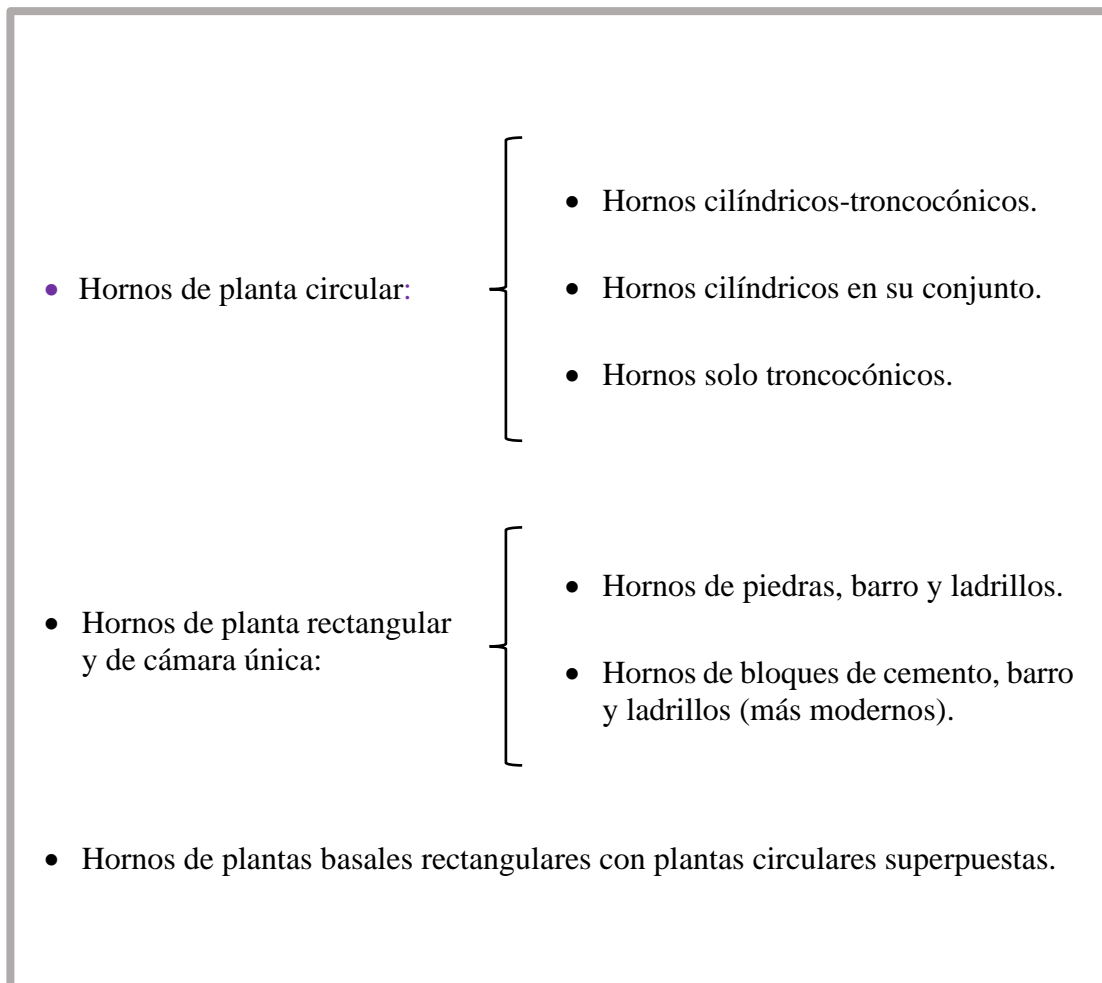 • Hornos de planta circular:
• Hornos cilíndricos-troncocónicos.
• Hornos cilíndricos en su conjunto.
• Hornos solo troncocónicos.
• Hornos de planta rectangular
y de cámara única:
• Hornos de piedras, barro y ladrillos.
• Hornos de bloques de cemento, barro
y ladrillos (más modernos).
• Hornos de plantas basales rectangulares con plantas circulares superpuestas.